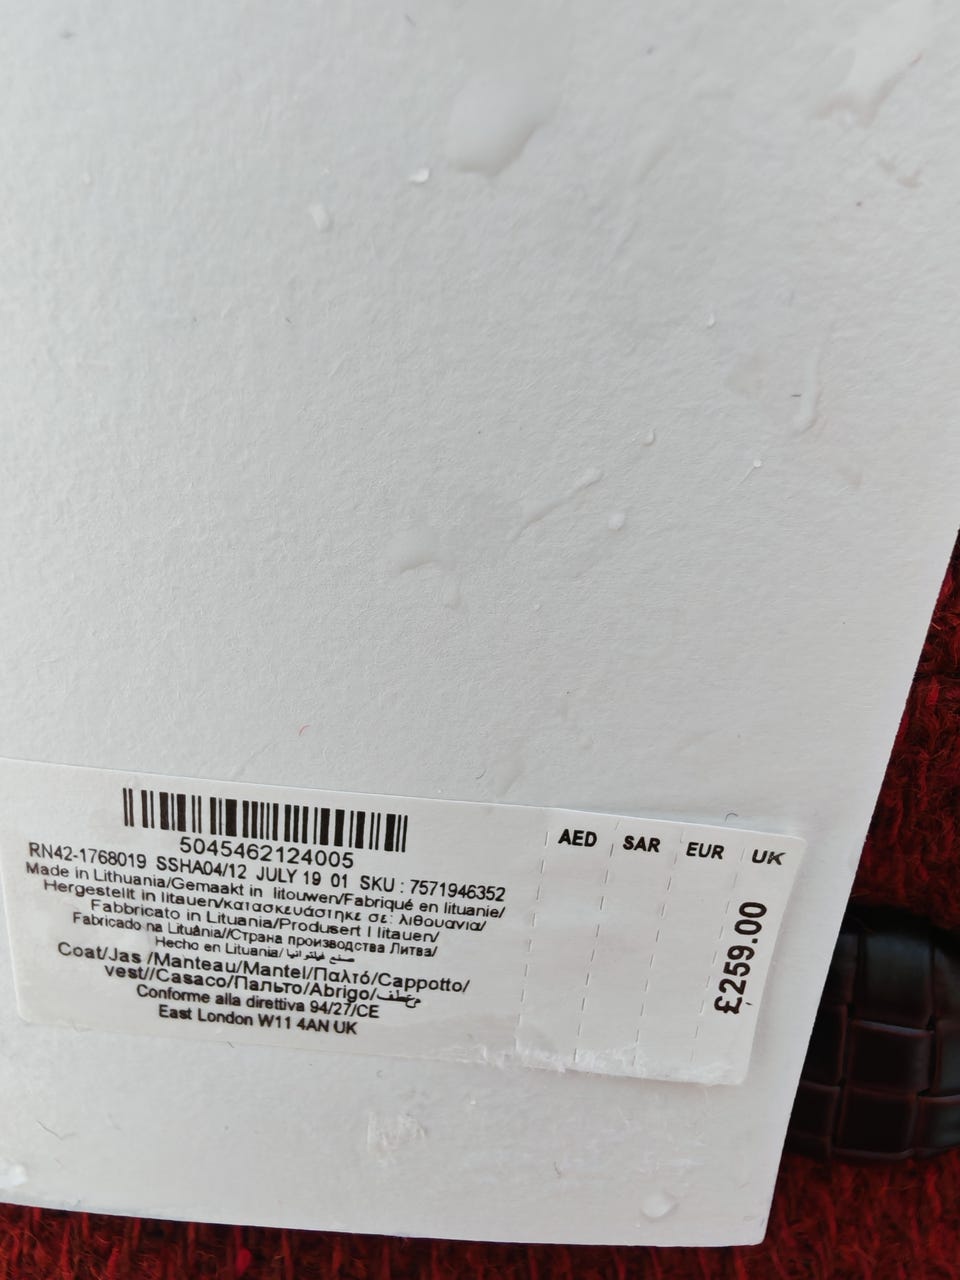 5045462124005
RN42-1768019 SSHA04/12 JULY 19 01 SKU : 7571946352
Made in Lithuania/Gemaakt in litouwen/Fabriqué en lituanie/
Hergestellt in litauen/κατασκευάστηκε σε: λιθουανια/
Fabbricato in Lituania/Produsert I litauen/
Fabricado na Lituânia//Страна производства Литва/
Hecho en Lituania/
Coat/Jas /Manteau/Mantel/Παλτό/Cappotto/
vest//Casaco/Пальто/Abrigo/معطف
Conforme alla direttiva 94/27/CE
East London W11 4AN UK
AED SAR EUR UK
£259.00